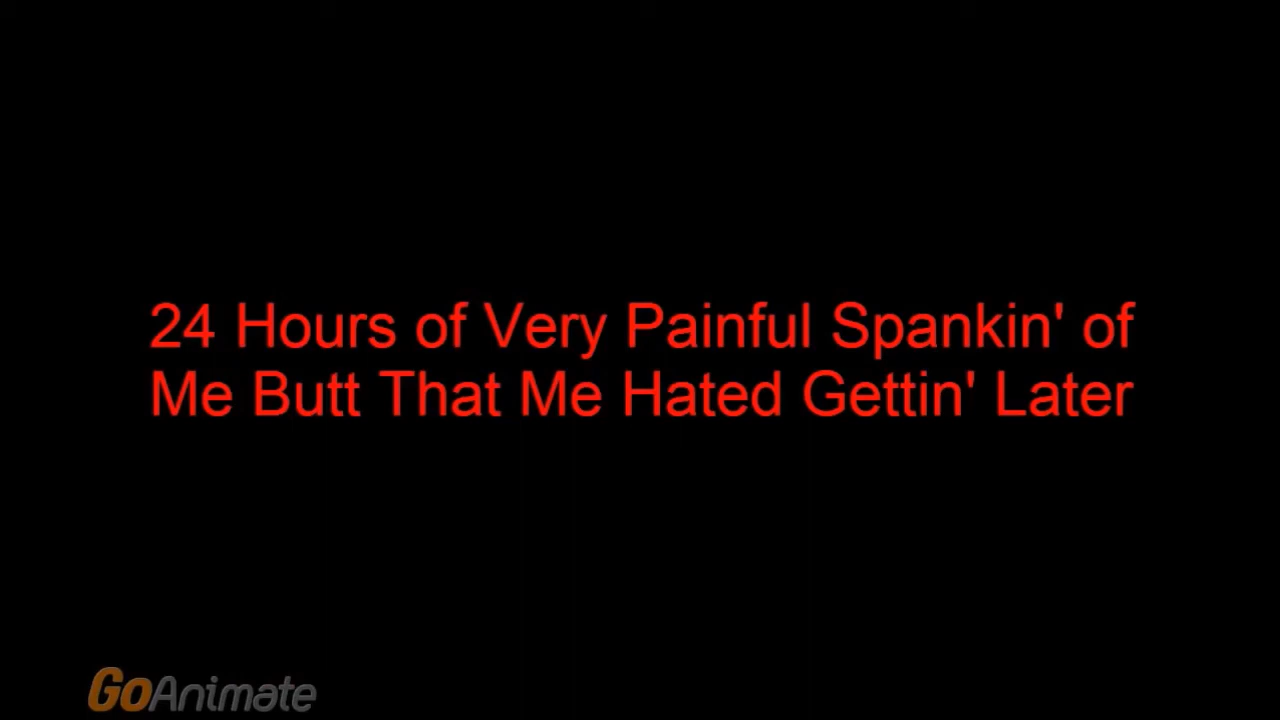 24 Hours of Very Painful Spankin' of
Me Butt That Me Hated Gettin' Later
GoAnimate